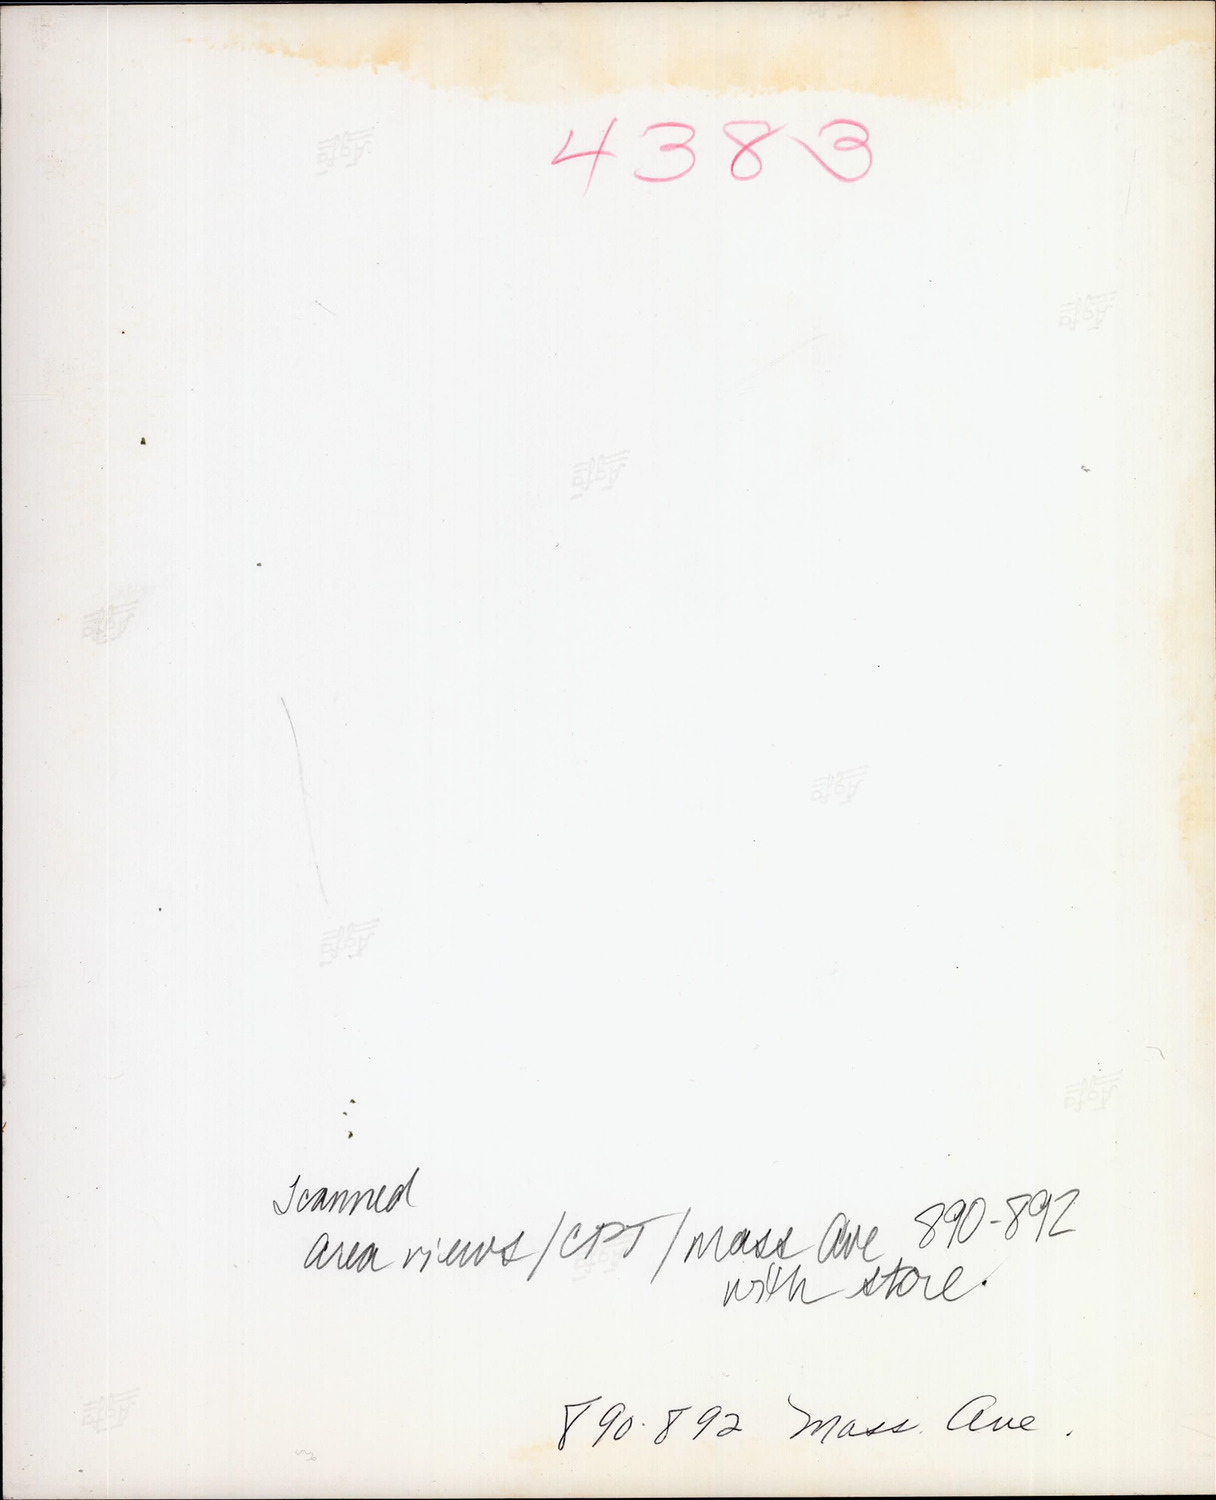 4383
Scanned
Area views/CPT/Mass Ave 890-892
with store.
890-892 Mass. Ave.